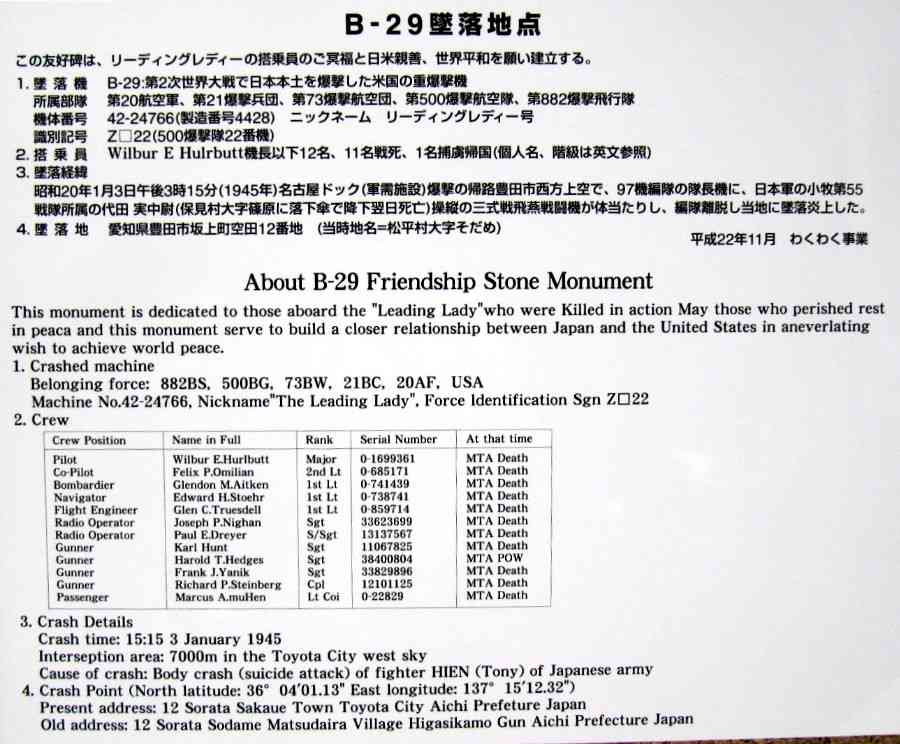 B-29墜落地点
この友好碑は、リーディングレディーの搭乗員のご冥福と日米親善、世界平和を願い建立する。
1. 墜落機 B-29:第2次世界大戦で日本本土を爆撃した米国の重爆撃機
所属部隊 第20航空軍、第21爆撃兵団、第73爆撃航空団、第500爆撃航空隊、第882爆撃飛行隊
機体番号 42-24766(製造番号4428) ニックネーム リーディングレディー号
識別記号 Z□22(500爆撃隊22番機)
2. 搭乗員 Wilbur E Hulrbutt機長以下12名、11名戦死、1名捕虜帰国(個人名、階級は英文参照)
3. 墜落経緯
昭和20年1月3日午後3時15分(1945年)名古屋ドック(軍需施設)爆撃の帰路豊田市西方上空で、97機編隊の隊長機に、日本軍の小牧第55
戦隊所属の代田 実中尉(保見村大字篠原に落下傘で降下翌日死亡)操縦の三式戦飛燕戦闘機が体当たりし、編隊離脱し当地に墜落炎上した。
4. 墜落地 愛知県豊田市坂上町空田12番地 (当時地名=松平村大字そだめ)
平成22年11月 わくわく事業
About B-29 Friendship Stone Monument
This monument is dedicated to those aboard the "Leading Lady"who were Killed in action May those who perished rest
in peaca and this monument serve to build a closer relationship between Japan and the United States in aneverlating
wish to achieve world peace.
1. Crashed machine
Belonging force: 882BS, 500BG, 73BW, 21BC, 20AF, USA
Machine No.42-24766, Nickname"The Leading Lady", Force Identification Sgn Z□22
2. Crew
Crew Position Name in Full Rank Serial Number At that time
Pilot Wilbur E.Hurlbutt Major 0-1699361 MTA Death
Co-Pilot Felix P.Omilian 2nd Lt 0-685171 MTA Death
Bombardier Glendon M.Aitken 1st Lt 0-741439 MTA Death
Navigator Edward H.Stoehr 1st Lt 0-738741 MTA Death
Flight Engineer Glen C.Truesdell 1st Lt 0-859714 MTA Death
Radio Operator Joseph P.Nighan Sgt 33623699 MTA Death
Radio Operator Paul E.Dreyer S/Sgt 13137567 MTA Death
Gunner Karl Hunt Sgt 11067825 MTA Death
Gunner Harold T.Hedges Sgt 38400804 MTA POW
Gunner Frank J.Yanik Sgt 33829896 MTA Death
Gunner Richard P.Steinberg Cpl 12101125 MTA Death
Passenger Marcus A.muHen Lt Coi 0-22829 MTA Death
3. Crash Details
Crash time: 15:15 3 January 1945
Interseption area: 7000m in the Toyota City west sky
Cause of crash: Body crash (suicide attack) of fighter HIEN (Tony) of Japanese army
4. Crash Point (North latitude: 36° 04′01.13″ East longitude: 137° 15′12.32″)
Present address: 12 Sorata Sakaue Town Toyota City Aichi Prefeture Japan
Old address: 12 Sorata Sodame Matsudaira Village Higasikamo Gun Aichi Prefecture Japan